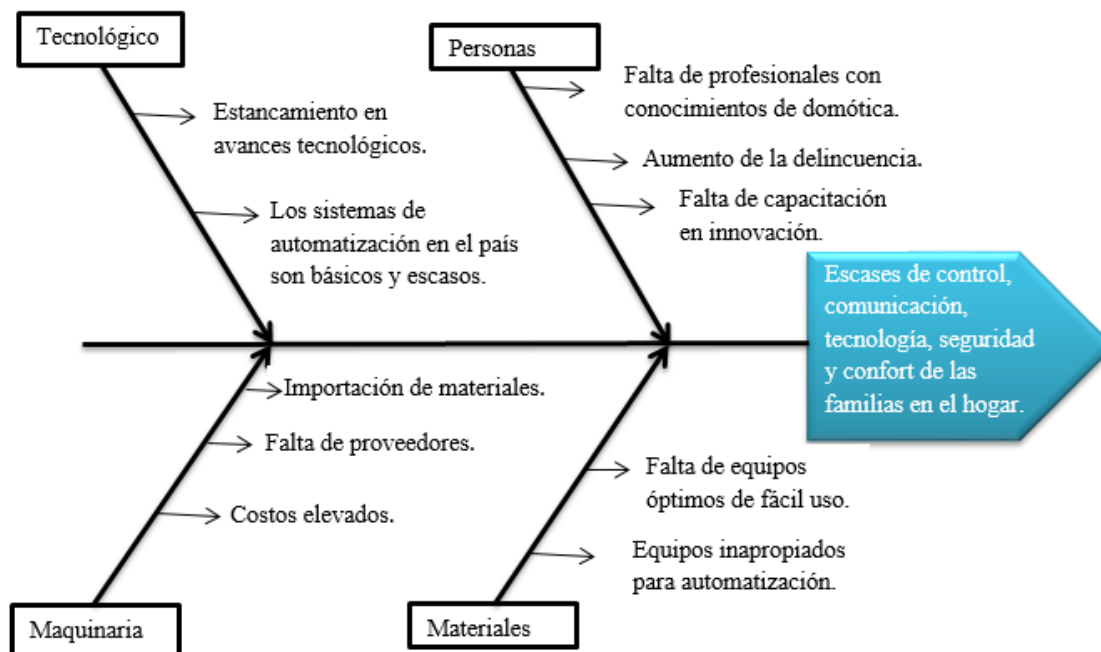 Tecnológico
Estancamiento en
avances tecnológicos.
Los sistemas de
automatización en el país
son básicos y escasos.
Personas
Falta de profesionales con
conocimientos de domótica.
Aumento de la delincuencia.
Falta de capacitación
en innovación.
Escases de control,
comunicación,
tecnología, seguridad
y confort de las
familias en el hogar.
Importación de materiales.
Falta de proveedores.
Costos elevados.
Maquinaria
Falta de equipos
óptimos de fácil uso.
Equipos inapropiados
para automatización.
Materiales